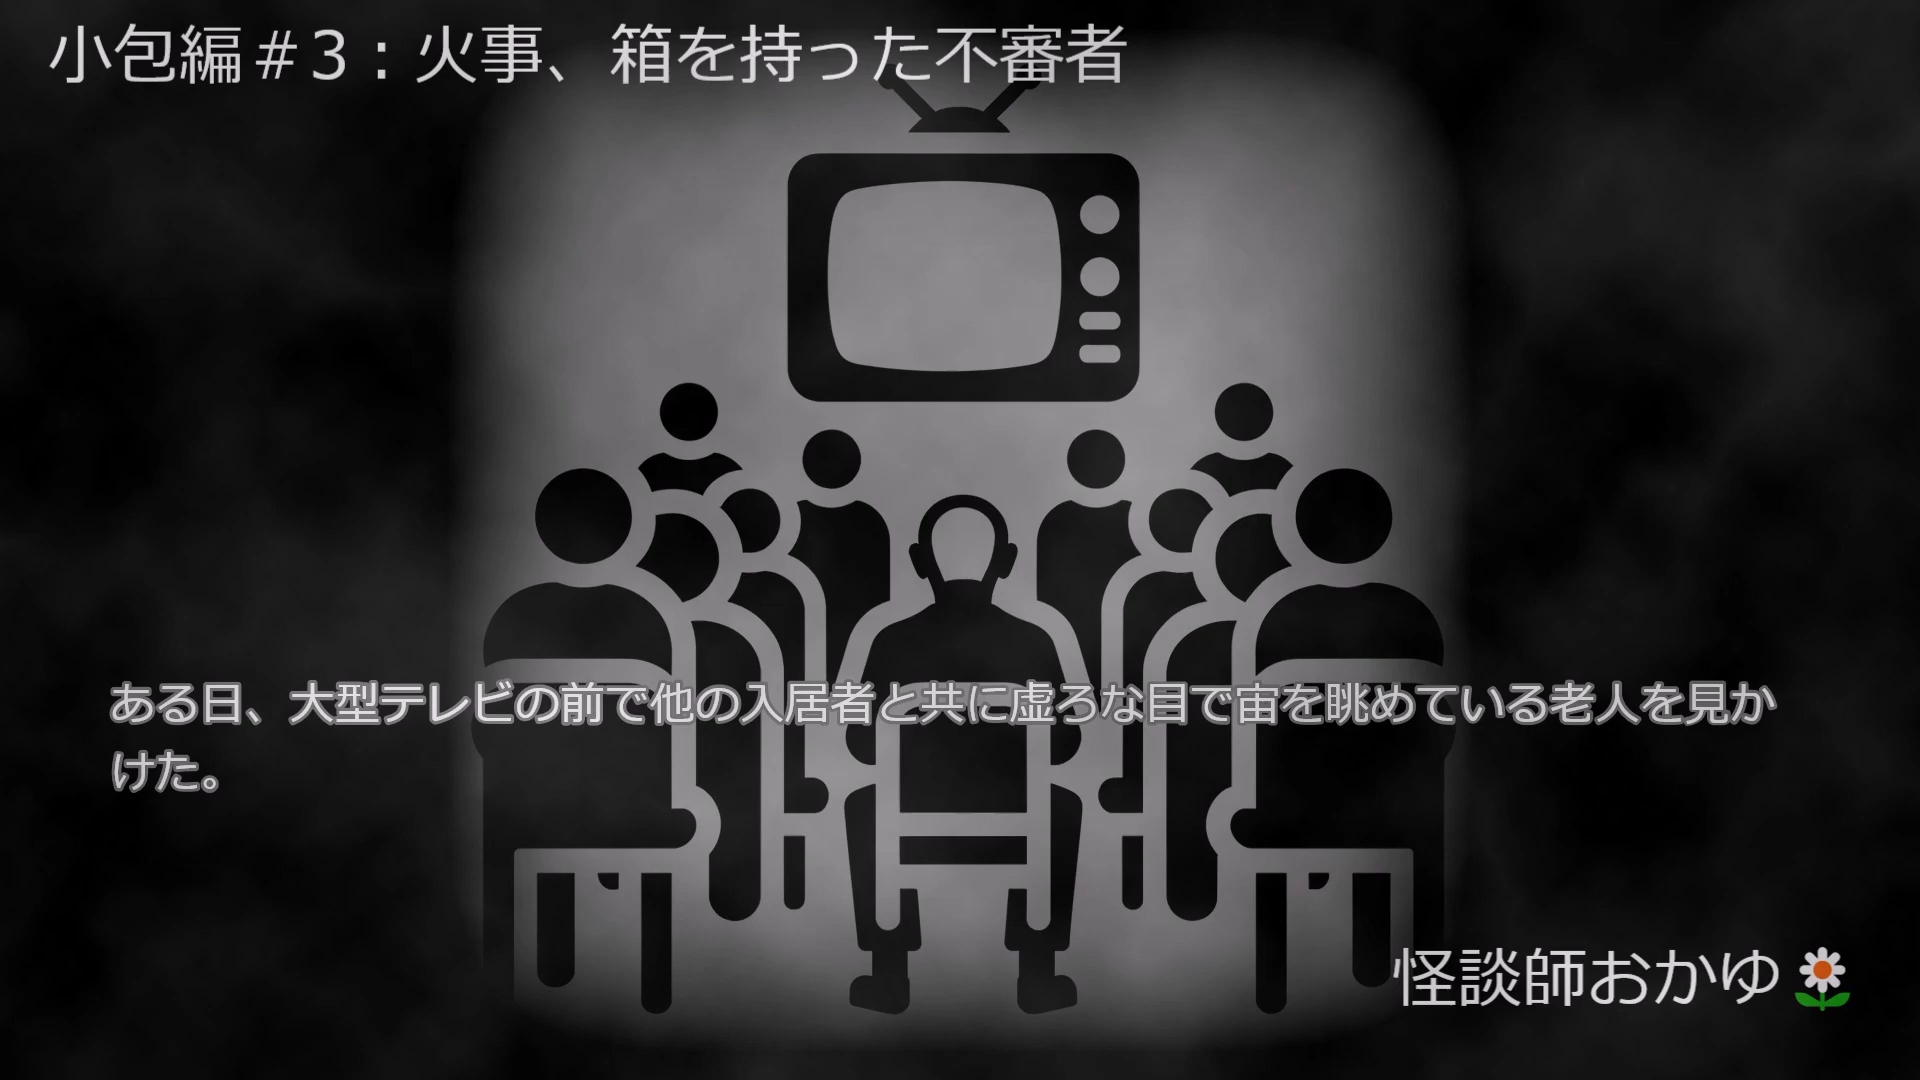 小包編＃3：火事、箱を持った不審者
ある日、大型テレビの前で他の入居者と共に虚ろな目で宙を眺めている老人を見か
けた。
怪談師おかゆ